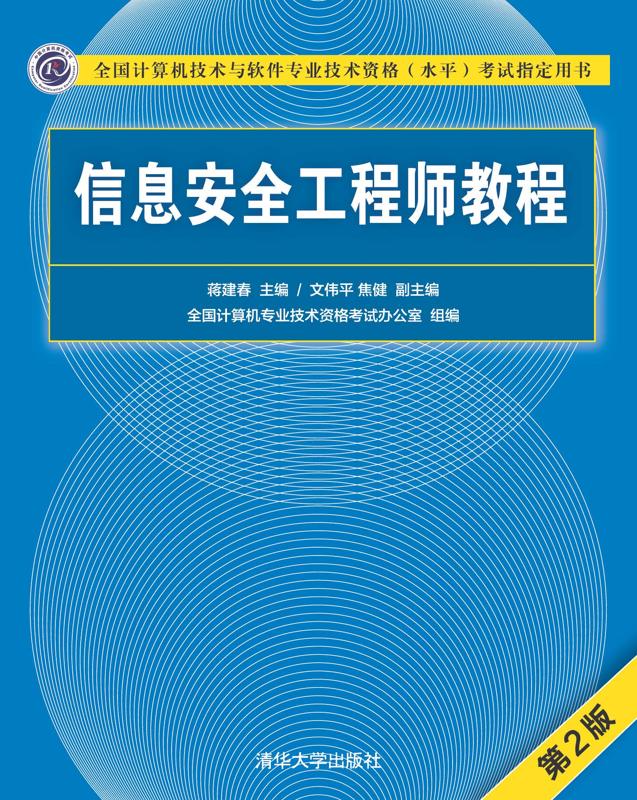 全国计算机技术与软件专业技术资格（水平）考试指定用书
信息安全工程师教程
蒋建春 主编 / 文伟平 焦健 副主编
全国计算机专业技术资格考试办公室 组编
第2版
清华大学出版社